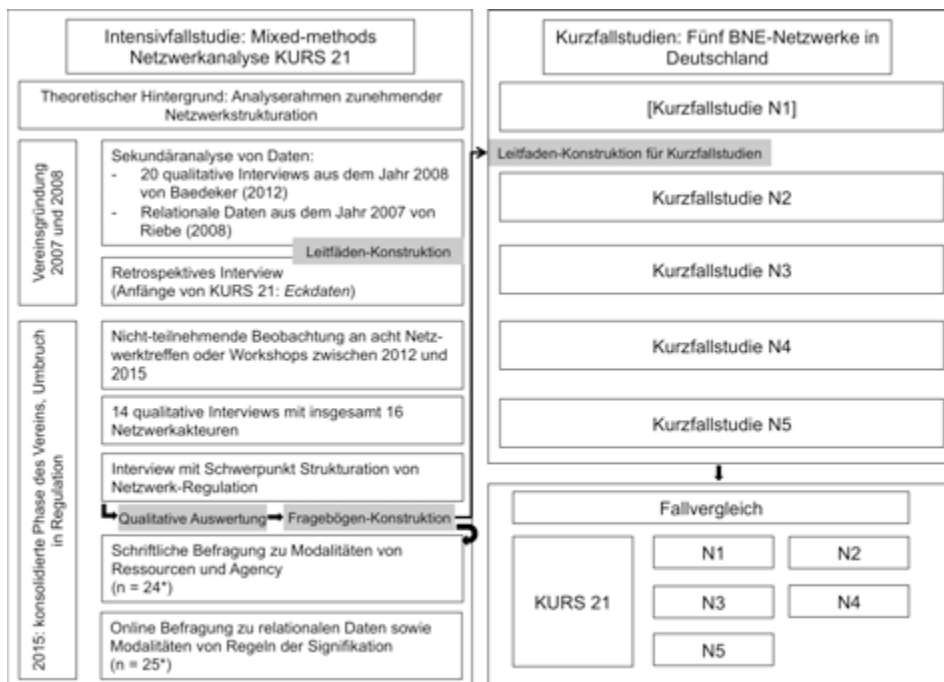 Intensivfallstudie: Mixed-methods
Netzwerkanalyse KURS 21
Theoretischer Hintergrund: Analyserahmen zunehmender
Netzwerkstrukturation
Vereinsgründung
2007 und 2008
Sekundäranalyse von Daten:
- 20 qualitative Interviews aus dem Jahr 2008
von Baedeker (2012)
- Relationale Daten aus dem Jahr 2007 von
Riebe (2008)
Leitfäden-Konstruktion
Retrospektives Interview
(Anfänge von KURS 21: Eckdaten)
2015: konsolidierte Phase des Vereins, Umbruch
in Regulation
Nicht-teilnehmende Beobachtung an acht Netz-
werktreffen oder Workshops zwischen 2012 und
2015
14 qualitative Interviews mit insgesamt 16
Netzwerkakteuren
Interview mit Schwerpunkt Strukturation von
Netzwerk-Regulation
Qualitative Auswertung
Fragebögen-Konstruktion
Schriftliche Befragung zu Modalitäten von
Ressourcen und Agency
(n = 24*)
Online Befragung zu relationalen Daten sowie
Modalitäten von Regeln der Signifikation
(n = 25*)
Kurzfallstudien: Fünf BNE-Netzwerke in
Deutschland
[Kurzfallstudie N1]
Leitfaden-Konstruktion für Kurzfallstudien
Kurzfallstudie N2
Kurzfallstudie N3
Kurzfallstudie N4
Kurzfallstudie N5
Fallvergleich
KURS 21
N1
N2
N3
N4
N5